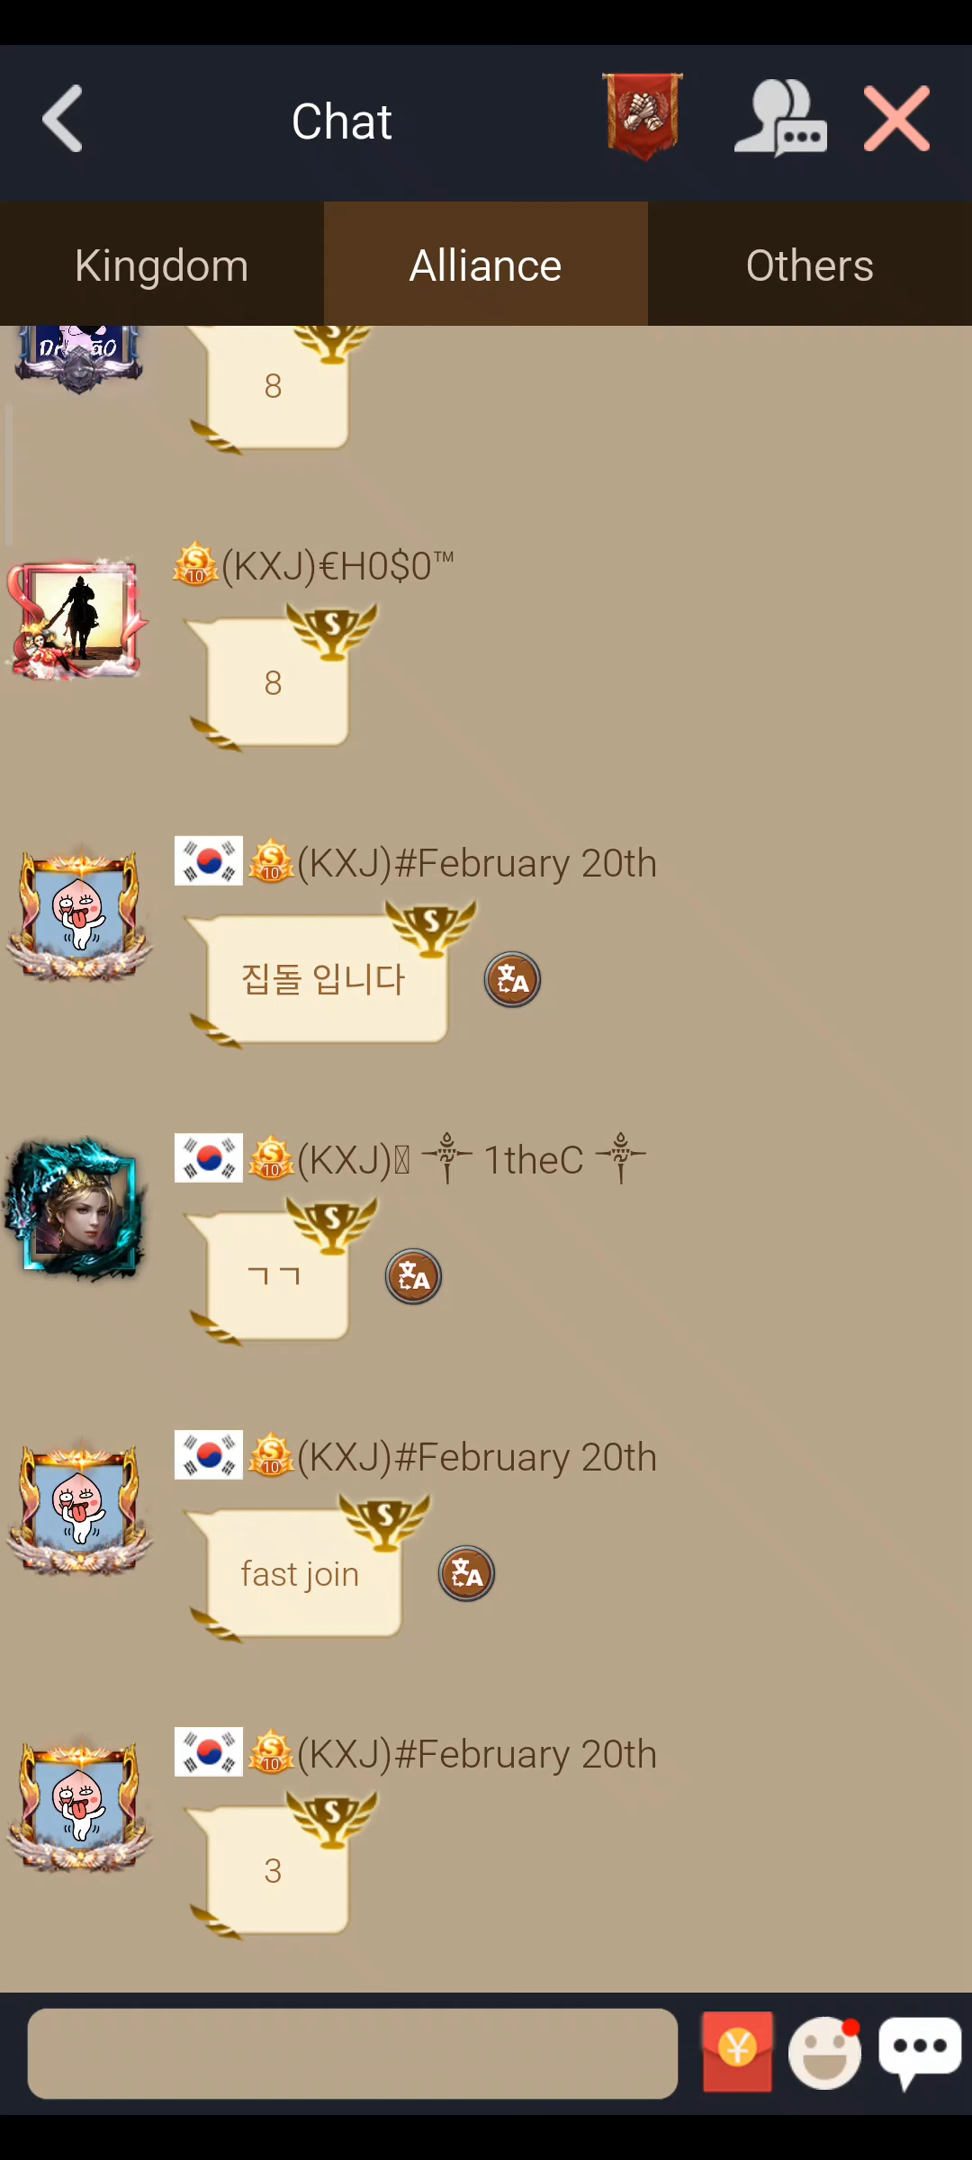 Chat
Kingdom
Alliance
Others
8
(KXJ)€H0$0™
8
(KXJ)#February 20th
집돌 입니다
(KXJ) 1theC
ㄱㄱ
(KXJ)#February 20th
fast join
(KXJ)#February 20th
3